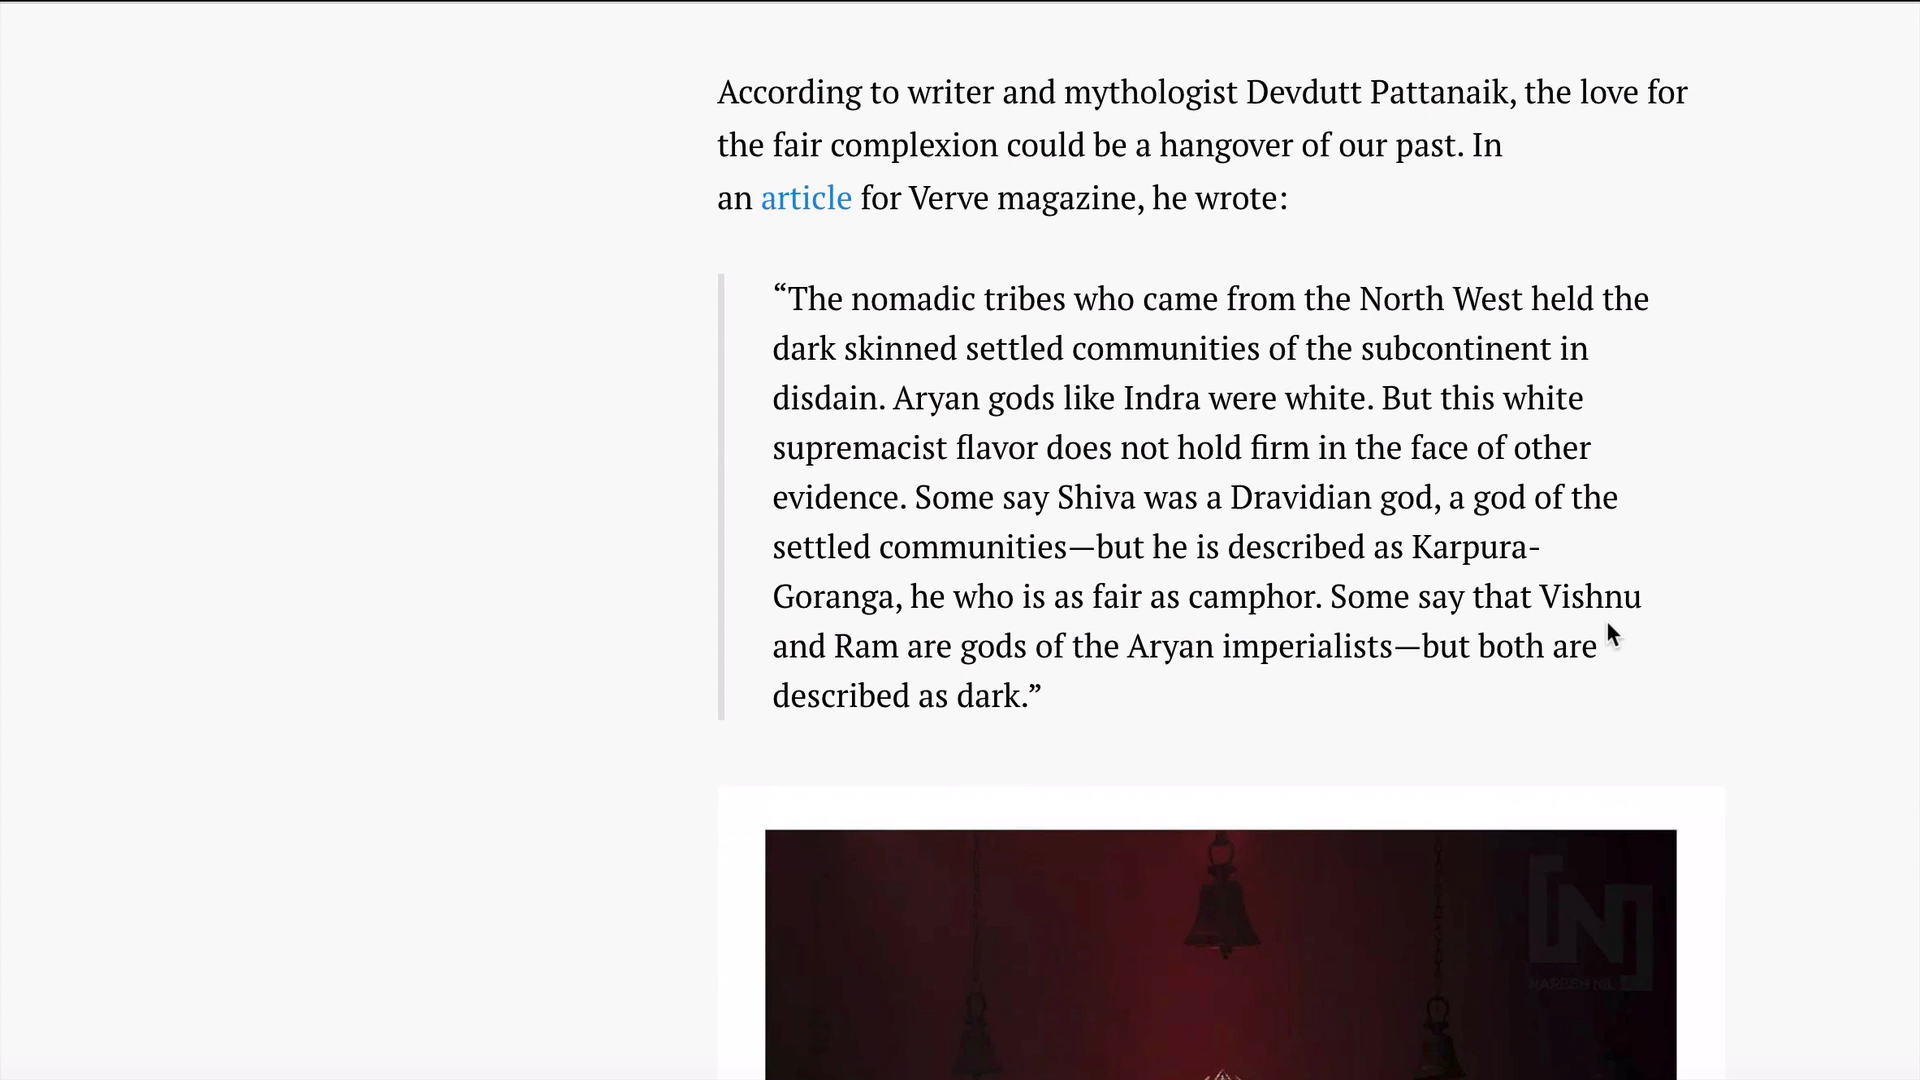 According to writer and mythologist Devdutt Pattanaik, the love for
the fair complexion could be a hangover of our past. In
an article for Verve magazine, he wrote:
“The nomadic tribes who came from the North West held the
dark skinned settled communities of the subcontinent in
disdain. Aryan gods like Indra were white. But this white
supremacist flavor does not hold firm in the face of other
evidence. Some say Shiva was a Dravidian god, a god of the
settled communities—but he is described as Karpura-
Goranga, he who is as fair as camphor. Some say that Vishnu
and Ram are gods of the Aryan imperialists—but both are
described as dark.”
N
NARESH NIL